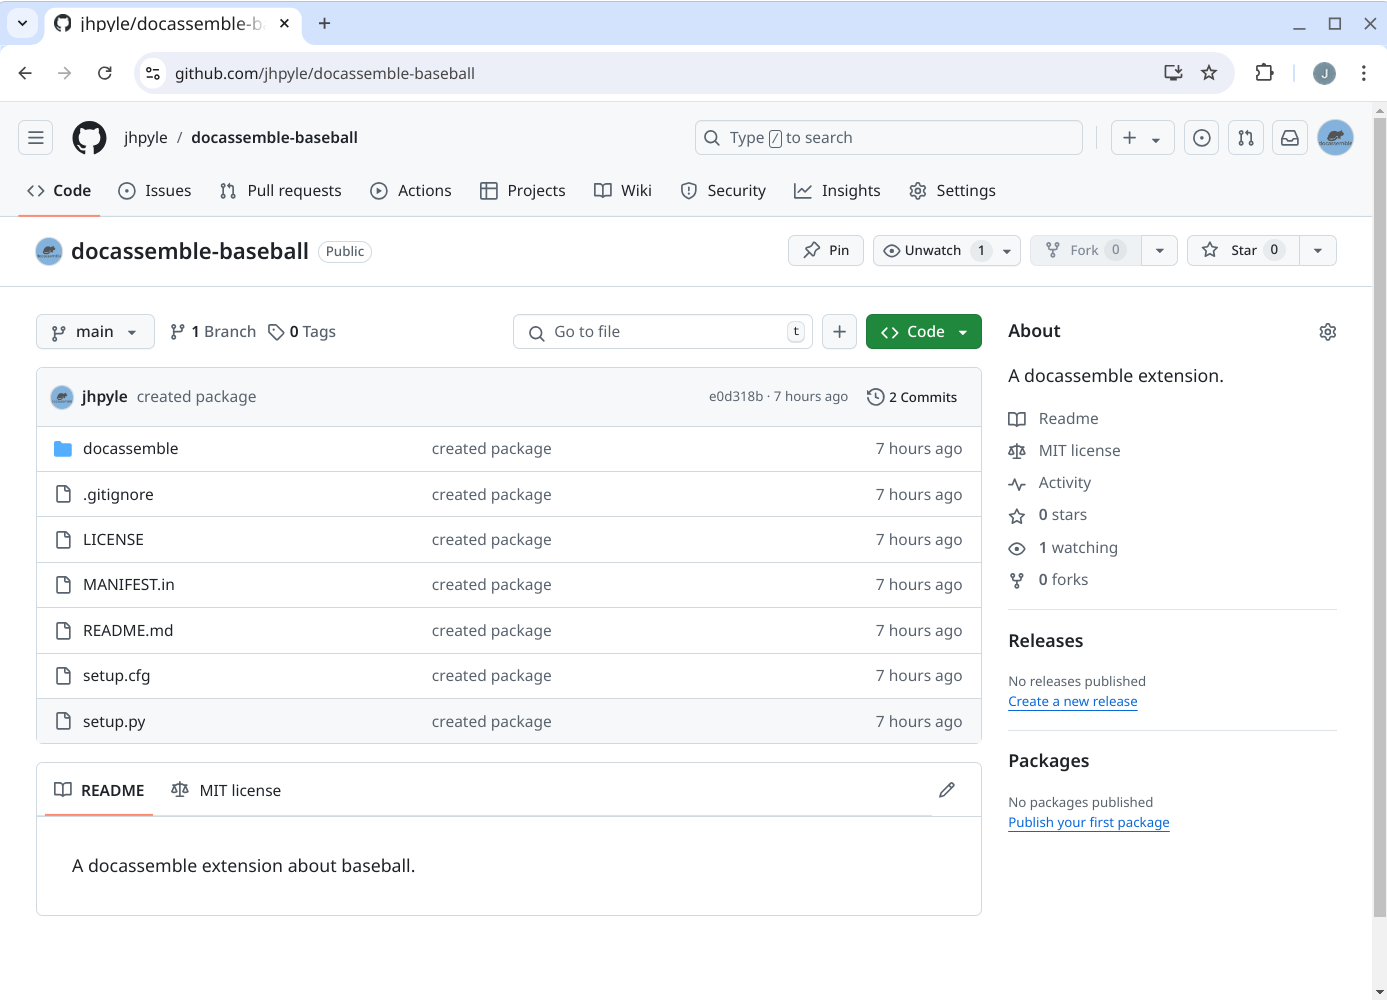 jhpyle/docassemble-b
github.com/jhpyle/docassemble-baseball
J
jhpyle / docassemble-baseball
Type / to search
Code Issues Pull requests Actions Projects Wiki Security Insights Settings
docassemble-baseball Public
Pin Unwatch 1 Fork 0 Star 0
main 1 Branch 0 Tags
Go to file t
Code
jhpyle created package e0d318b · 7 hours ago 2 Commits
docassemble created package 7 hours ago
.gitignore created package 7 hours ago
LICENSE created package 7 hours ago
MANIFEST.in created package 7 hours ago
README.md created package 7 hours ago
setup.cfg created package 7 hours ago
setup.py created package 7 hours ago
README MIT license
A docassemble extension about baseball.
About
A docassemble extension.
Readme
MIT license
Activity
0 stars
1 watching
0 forks
Releases
No releases published
Create a new release
Packages
No packages published
Publish your first package